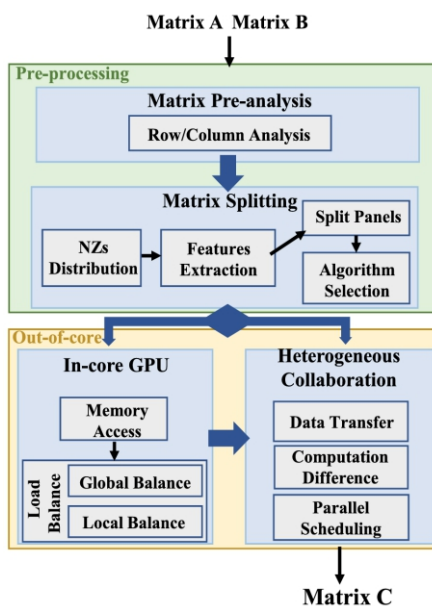 Matrix A Matrix B
Pre-processing
Matrix Pre-analysis
Row/Column Analysis
Matrix Splitting
NZs
Distribution
Features
Extraction
Split Panels
Algorithm
Selection
Out-of-core
In-core GPU
Memory
Access
Load
Balance
Global Balance
Local Balance
Heterogeneous
Collaboration
Data Transfer
Computation
Difference
Parallel
Scheduling
Matrix C